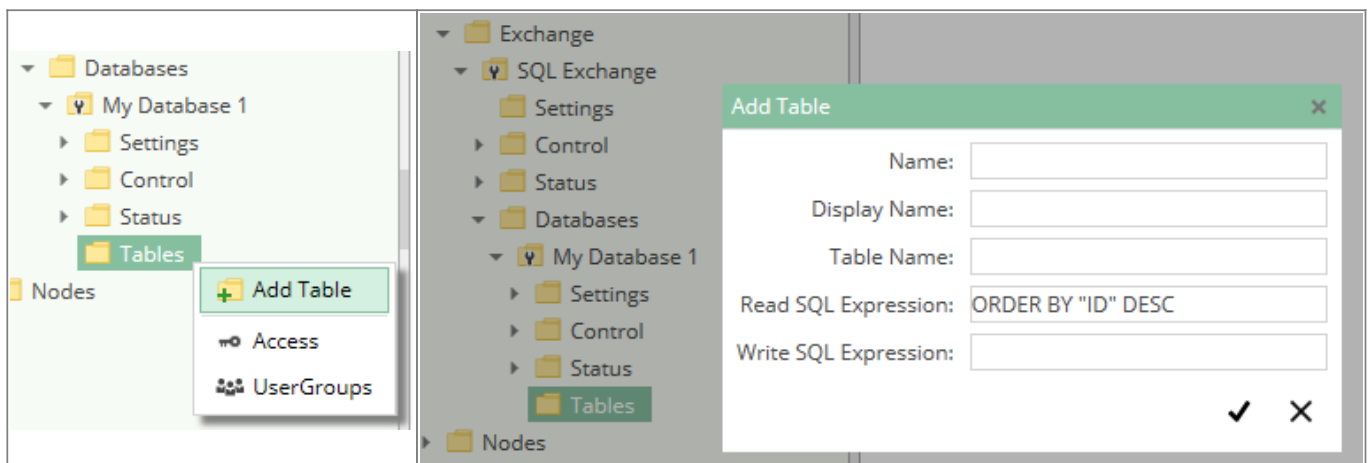 Databases
My Database 1
Settings
Control
Status
Tables
Nodes
Add Table
Access
UserGroups
Exchange
SQL Exchange
Settings
Control
Status
Databases
My Database 1
Settings
Control
Status
Tables
Nodes
Add Table
Name:
Display Name:
Table Name:
Read SQL Expression: ORDER BY "ID" DESC
Write SQL Expression: